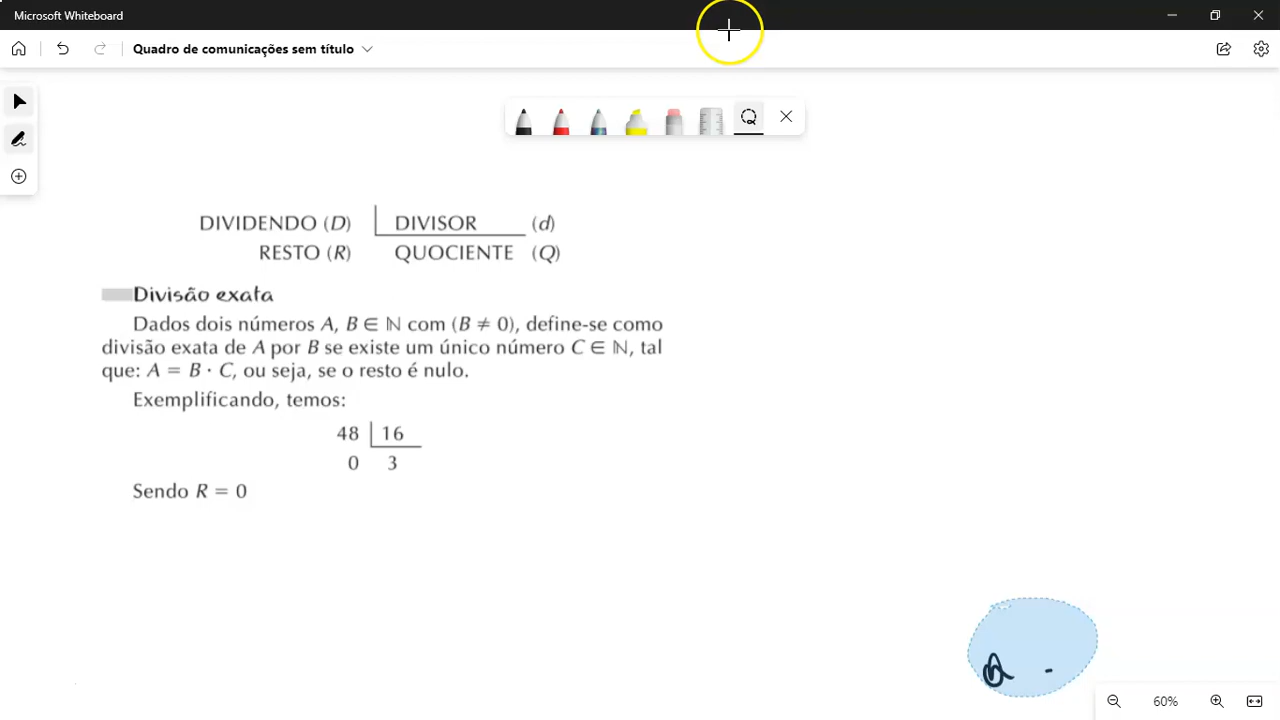 Microsoft Whiteboard
Quadro de comunicações sem título
DIVIDENDO (D) DIVISOR (d)
RESTO (R) QUOCIENTE (Q)
Divisão exata
Dados dois números A, B ∈ ℕ com (B ≠ 0), define-se como
divisão exata de A por B se existe um único número C ∈ ℕ, tal
que: A = B · C, ou seja, se o resto é nulo.
Exemplificando, temos:
48 16
0 3
Sendo R = 0
60%